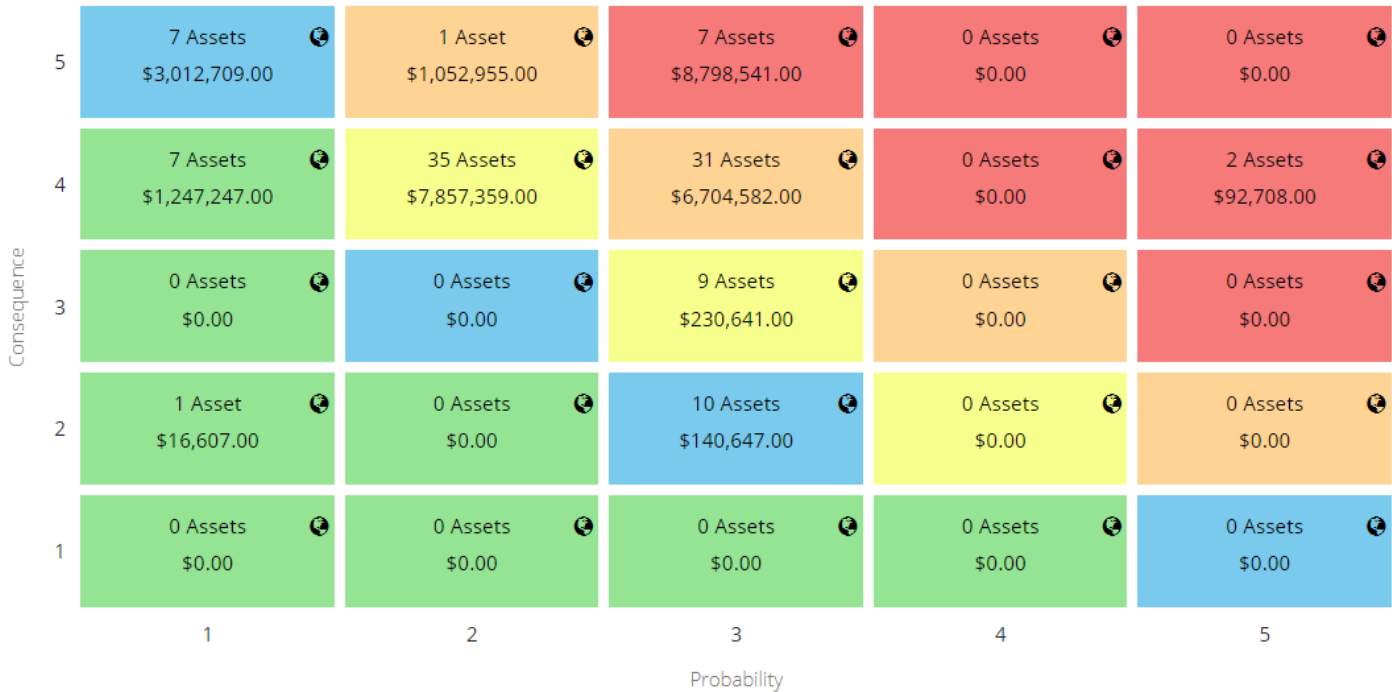 5
7 Assets
$3,012,709.00
1 Asset
$1,052,955.00
7 Assets
$8,798,541.00
0 Assets
$0.00
0 Assets
$0.00
4
7 Assets
$1,247,247.00
35 Assets
$7,857,359.00
31 Assets
$6,704,582.00
0 Assets
$0.00
2 Assets
$92,708.00
Consequence
3
0 Assets
$0.00
0 Assets
$0.00
9 Assets
$230,641.00
0 Assets
$0.00
0 Assets
$0.00
2
1 Asset
$16,607.00
0 Assets
$0.00
10 Assets
$140,647.00
0 Assets
$0.00
0 Assets
$0.00
1
0 Assets
$0.00
0 Assets
$0.00
0 Assets
$0.00
0 Assets
$0.00
0 Assets
$0.00
1 2 3 4 5
Probability